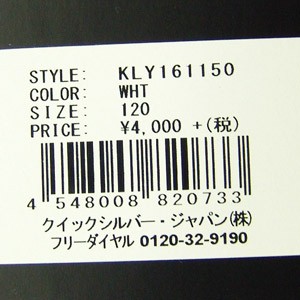 STYLE: KLY161150
COLOR: WHT
SIZE: 120
PRICE: ¥4,000 +(税)
4 548008 820733
クイックシルバー・ジャパン(株)
フリーダイヤル 0120-32-9190